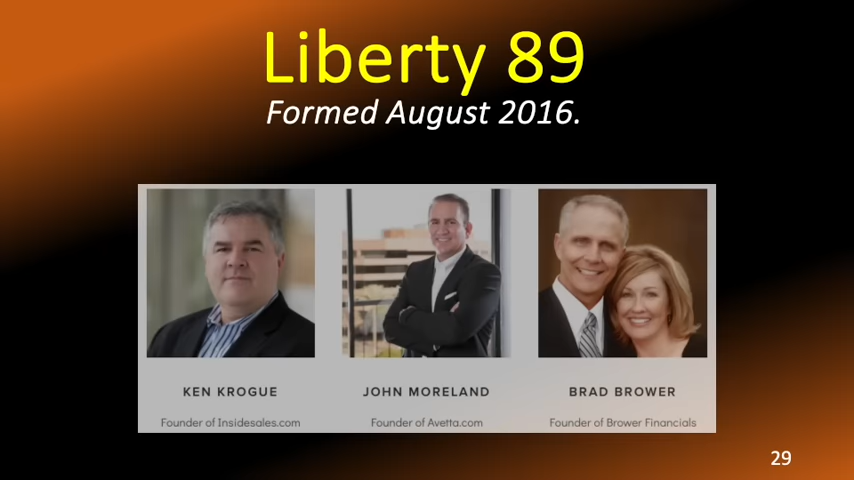 Liberty 89
Formed August 2016.
KEN KROGUE
JOHN MORELAND
BRAD BROWER
Founder of Insidesales.com
Founder of Avetta.com
Founder of Brower Financials
29